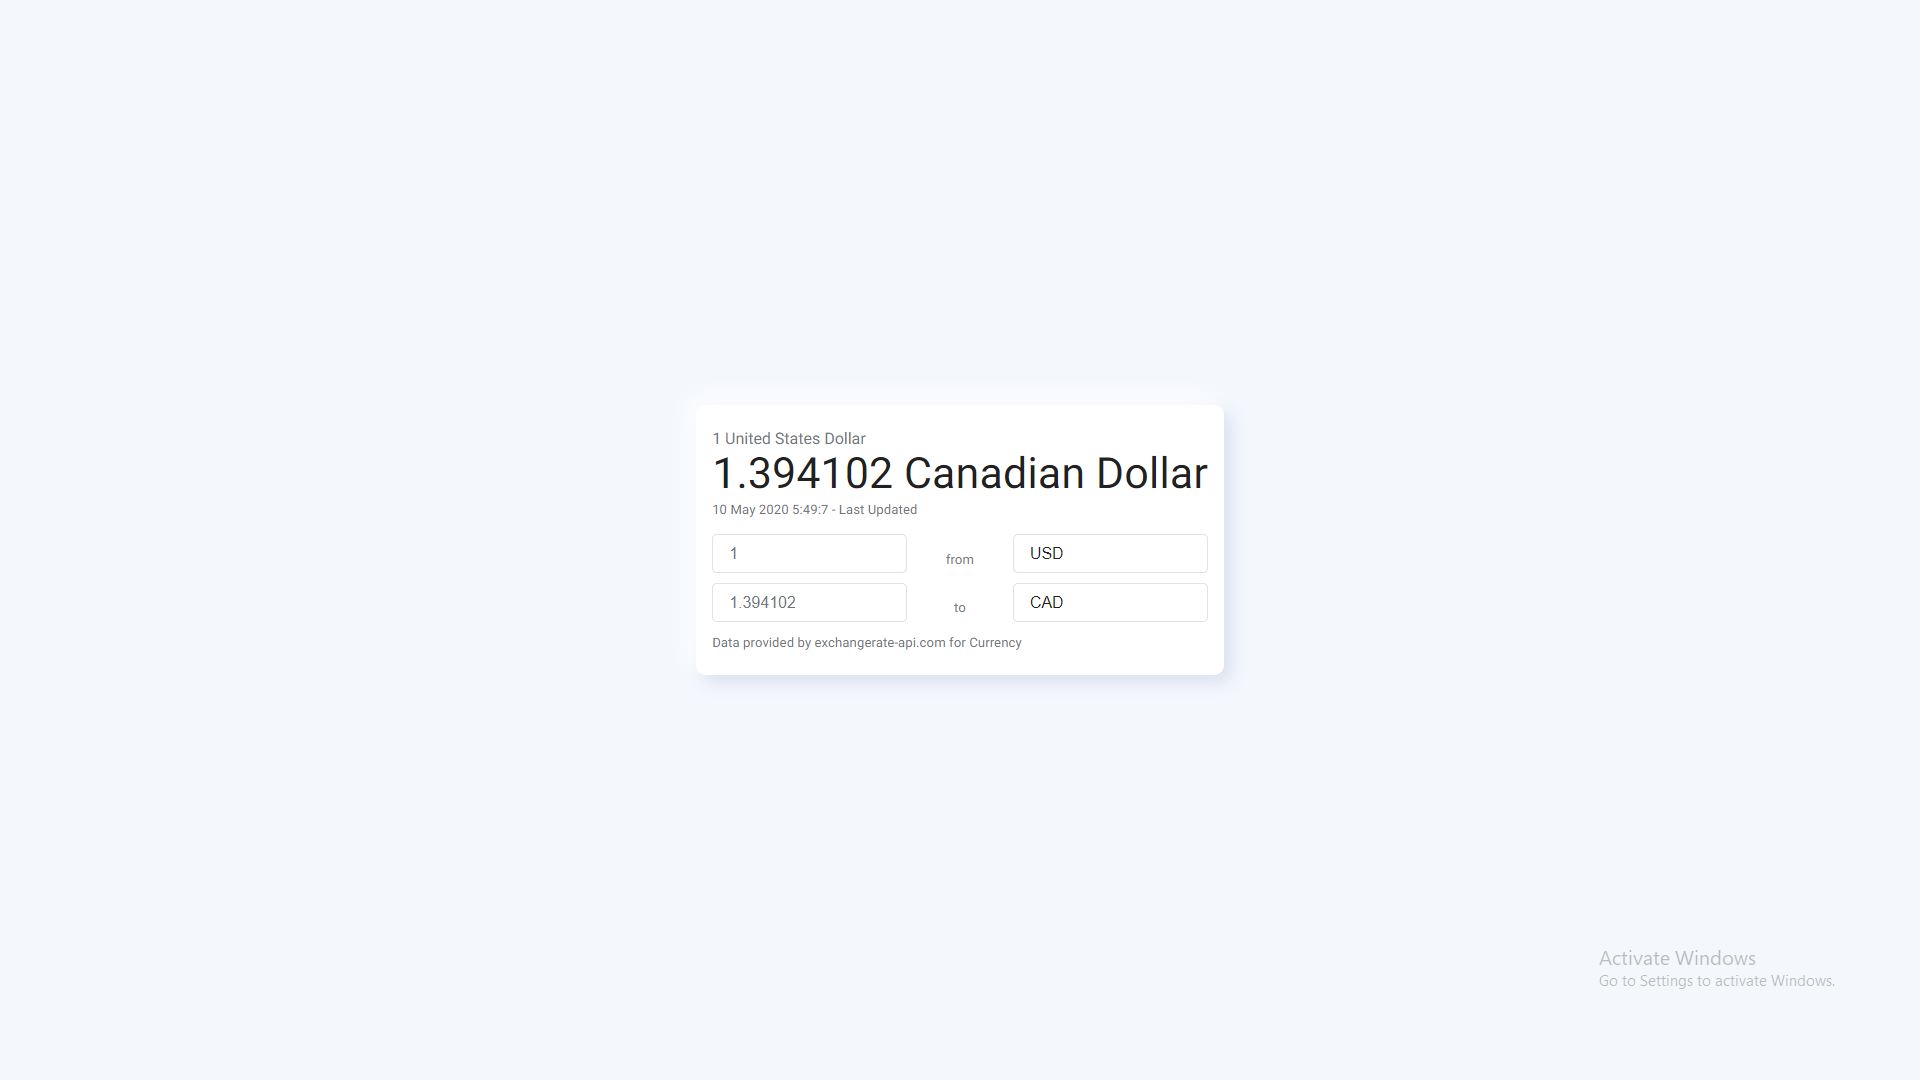 1 United States Dollar
1.394102 Canadian Dollar
10 May 2020 5:49:7 - Last Updated
1 from USD
1.394102 to CAD
Data provided by exchangerate-api.com for Currency
Activate Windows
Go to Settings to activate Windows.